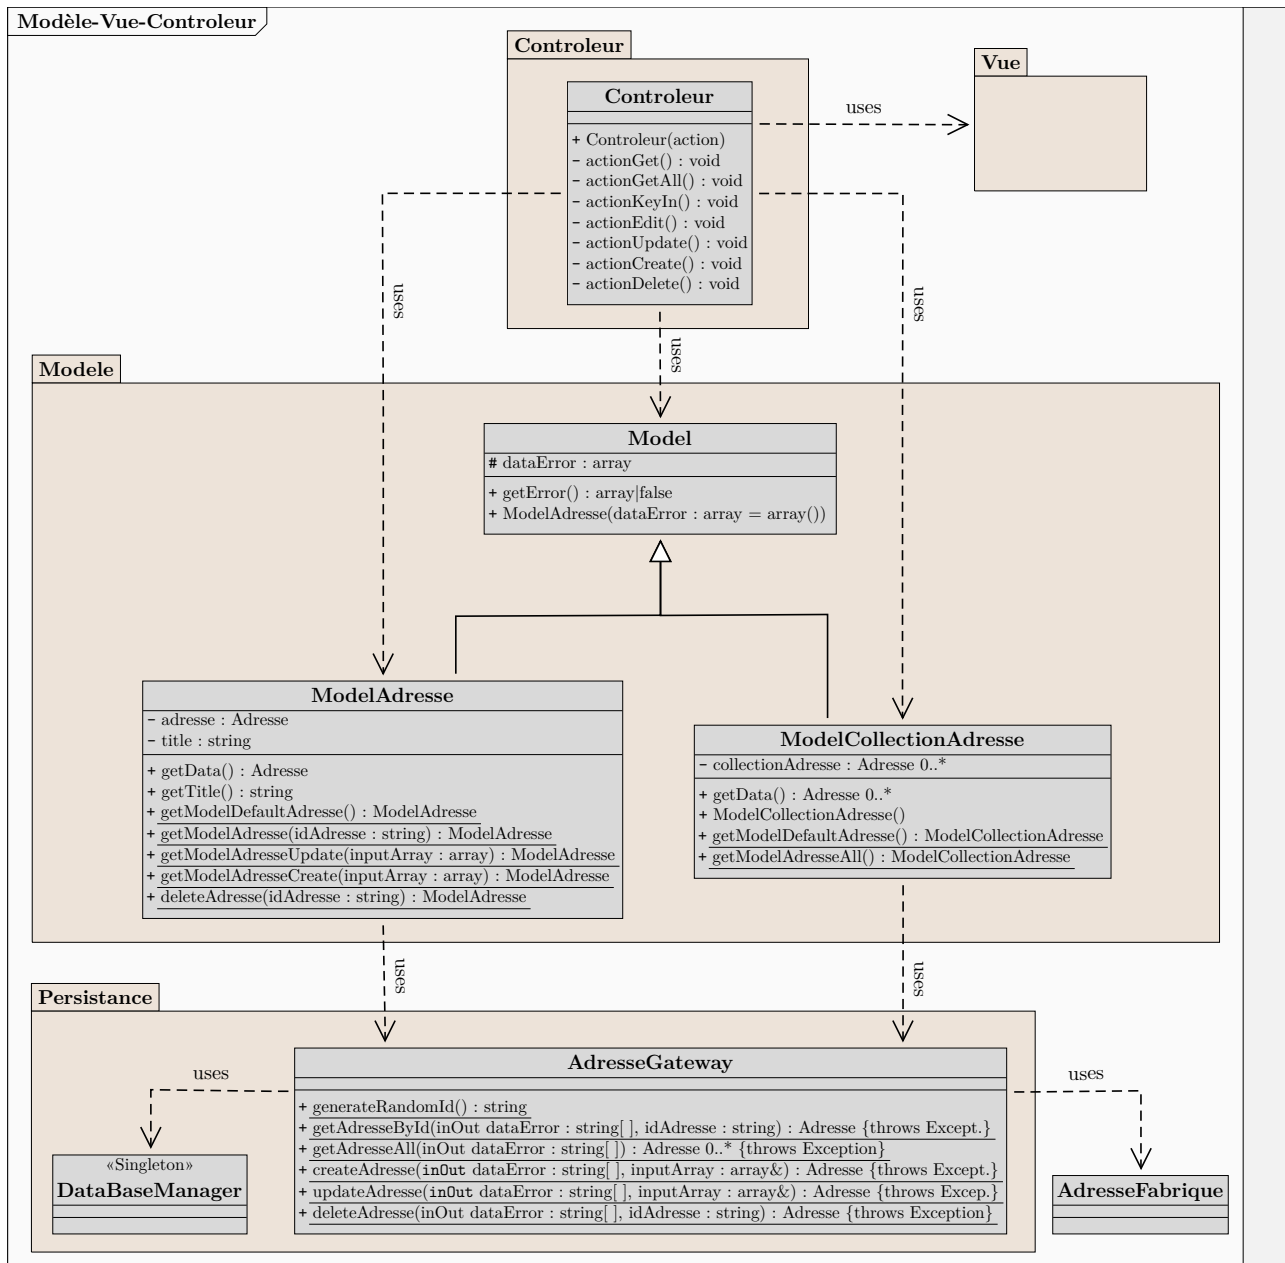 Modèle-Vue-Controleur
Controleur
Vue
Controleur
+ Controleur(action)
- actionGet() : void
- actionGetAll() : void
- actionKeyIn() : void
- actionEdit() : void
- actionUpdate() : void
- actionCreate() : void
- actionDelete() : void
uses
uses
uses
uses
Modele
Model
# dataError : array
+ getError() : array|false
+ ModelAdresse(dataError : array = array())
ModelAdresse
- adresse : Adresse
- title : string
+ getData() : Adresse
+ getTitle() : string
+ getModelDefaultAdresse() : ModelAdresse
+ getModelAdresse(idAdresse : string) : ModelAdresse
+ getModelAdresseUpdate(inputArray : array) : ModelAdresse
+ getModelAdresseCreate(inputArray : array) : ModelAdresse
+ deleteAdresse(idAdresse : string) : ModelAdresse
ModelCollectionAdresse
- collectionAdresse : Adresse 0..*
+ getData() : Adresse 0..*
+ ModelCollectionAdresse()
+ getModelDefaultAdresse() : ModelCollectionAdresse
+ getModelAdresseAll() : ModelCollectionAdresse
uses
uses
Persistance
AdresseGateway
+ generateRandomId() : string
+ getAdresseById(inOut dataError : string[ ], idAdresse : string) : Adresse {throws Except.}
+ getAdresseAll(inOut dataError : string[ ]) : Adresse 0..* {throws Exception}
+ createAdresse(inOut dataError : string[ ], inputArray : array&) : Adresse {throws Except.}
+ updateAdresse(inOut dataError : string[ ], inputArray : array&) : Adresse {throws Excep.}
+ deleteAdresse(inOut dataError : string[ ], idAdresse : string) : Adresse {throws Exception}
uses
uses
«Singleton»
DataBaseManager
AdresseFabrique